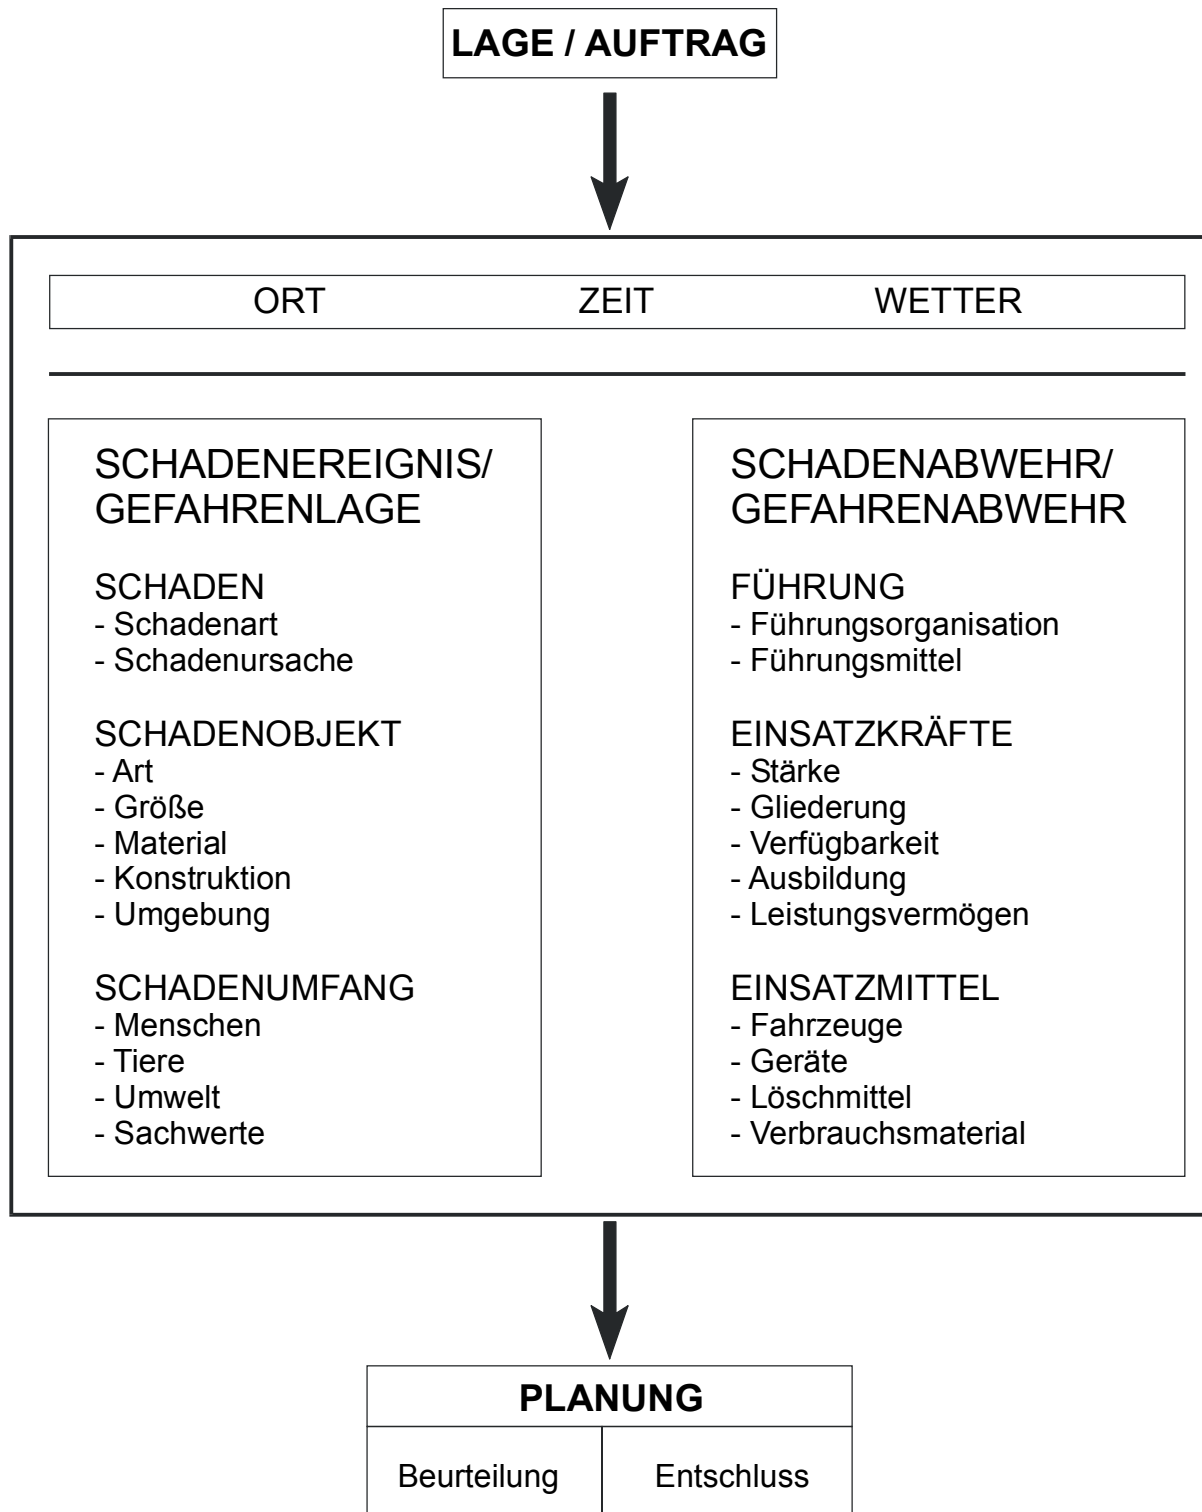 LAGE / AUFTRAG
ORT ZEIT WETTER
SCHADENEREIGNIS/
GEFAHRENLAGE
SCHADEN
- Schadenart
- Schadenursache
SCHADENOBJEKT
- Art
- Größe
- Material
- Konstruktion
- Umgebung
SCHADENUMFANG
- Menschen
- Tiere
- Umwelt
- Sachwerte
SCHADENABWEHR/
GEFAHRENABWEHR
FÜHRUNG
- Führungsorganisation
- Führungsmittel
EINSATZKRÄFTE
- Stärke
- Gliederung
- Verfügbarkeit
- Ausbildung
- Leistungsvermögen
EINSATZMITTEL
- Fahrzeuge
- Geräte
- Löschmittel
- Verbrauchsmaterial
PLANUNG
Beurteilung Entschluss